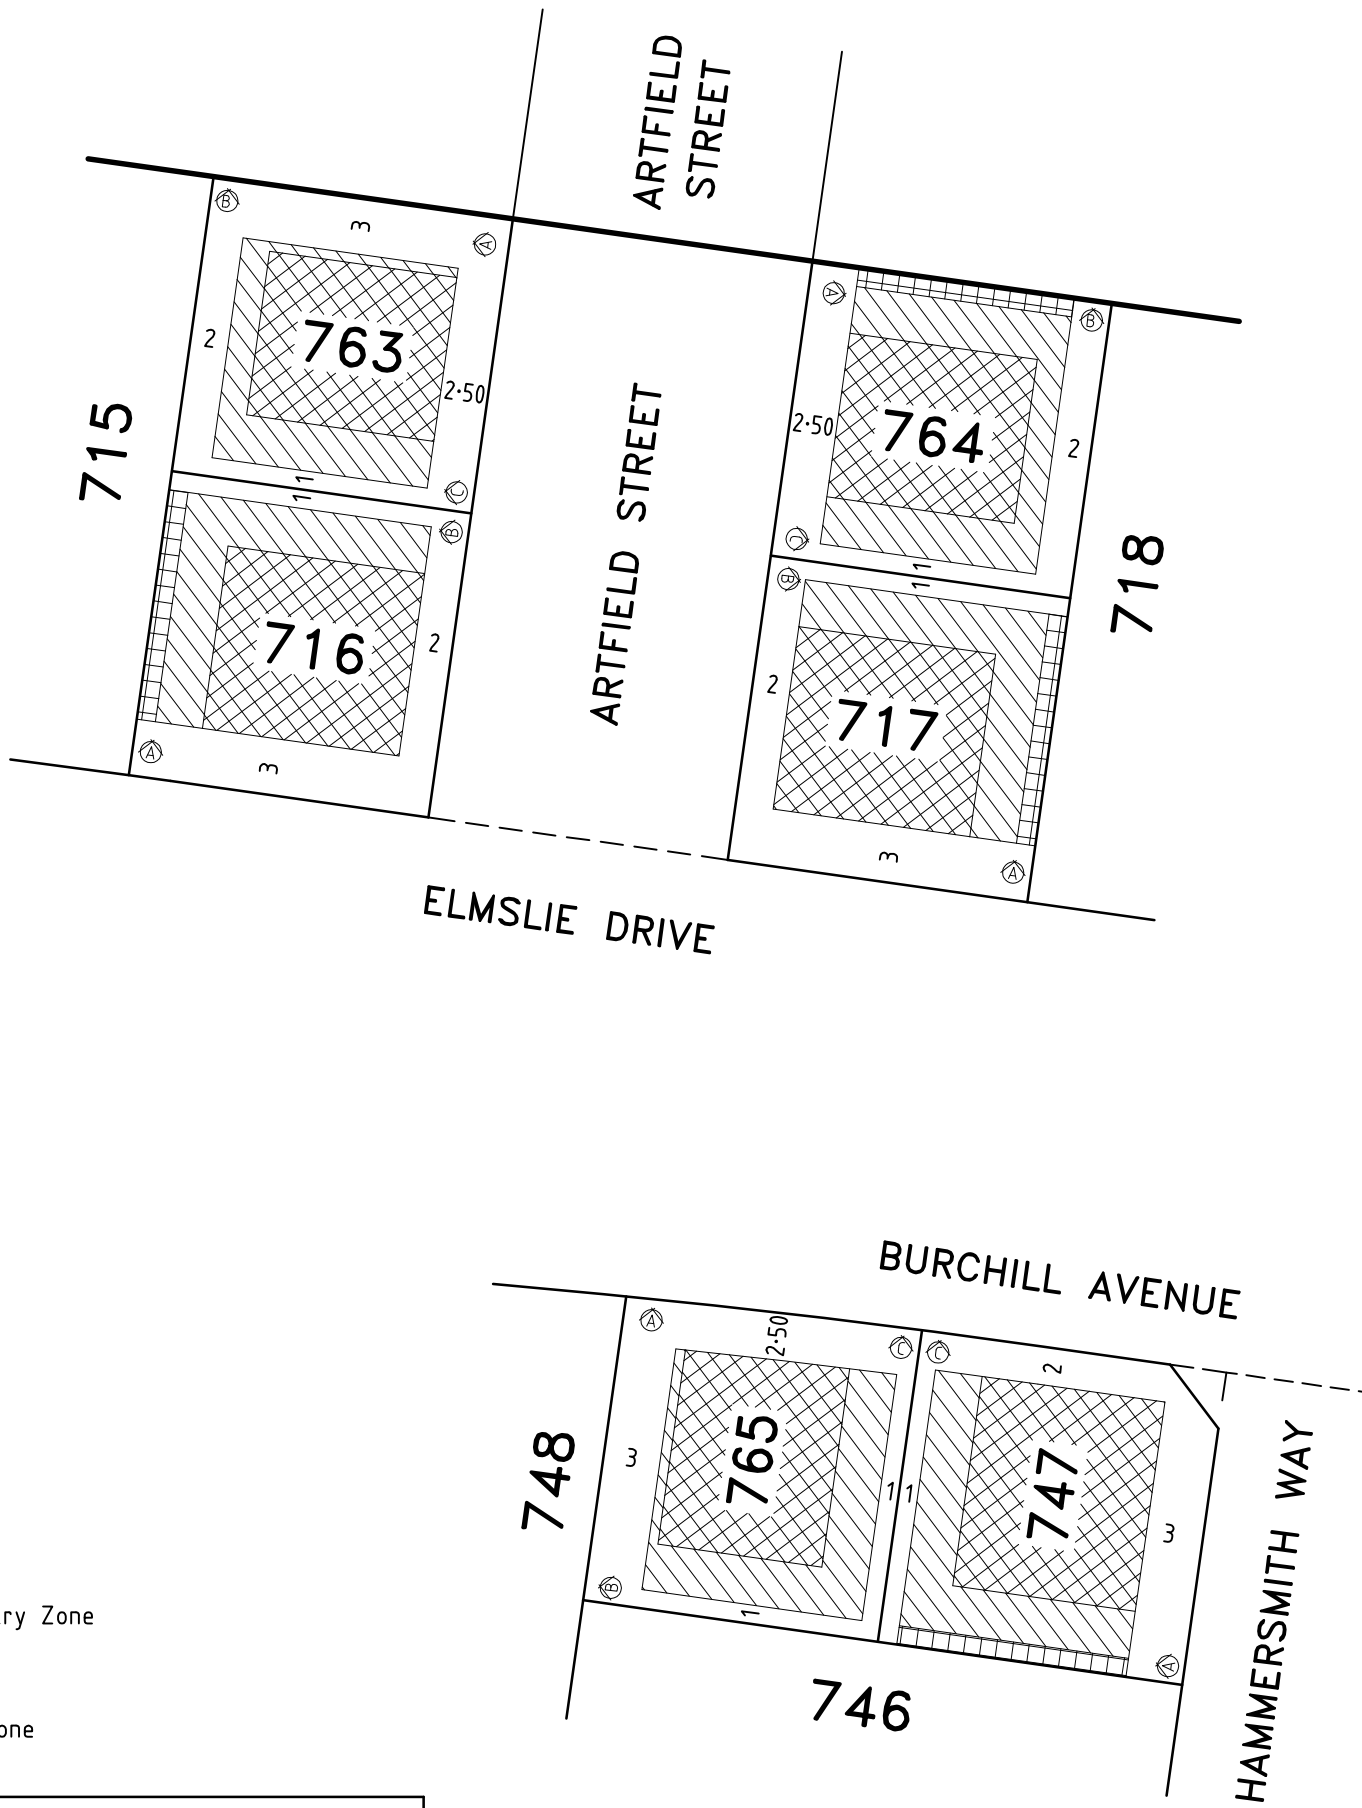 ARTFIELD
STREET
B
3
A
A
B
763
2
2·50
2·50
764
2
715
1
C
C
1
1
B
B
1
718
ARTFIELD STREET
716
2
2
717
A
3
3
A
ELMSLIE DRIVE
BURCHILL AVENUE
A
2·50
C
C
2
748
3
765
1
1
747
3
HAMMERSMITH WAY
B
1
A
746
ry Zone
one